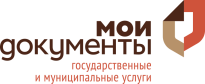 мои
документы
государственные
и муниципальные услуги